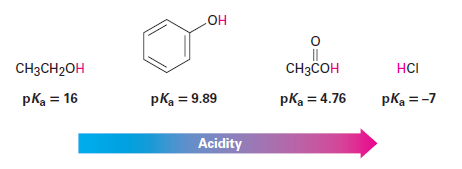 OH
O
CH3CH2OH
CH3COH
HCl
pKa = 16
pKa = 9.89
pKa = 4.76
pKa = –7
Acidity